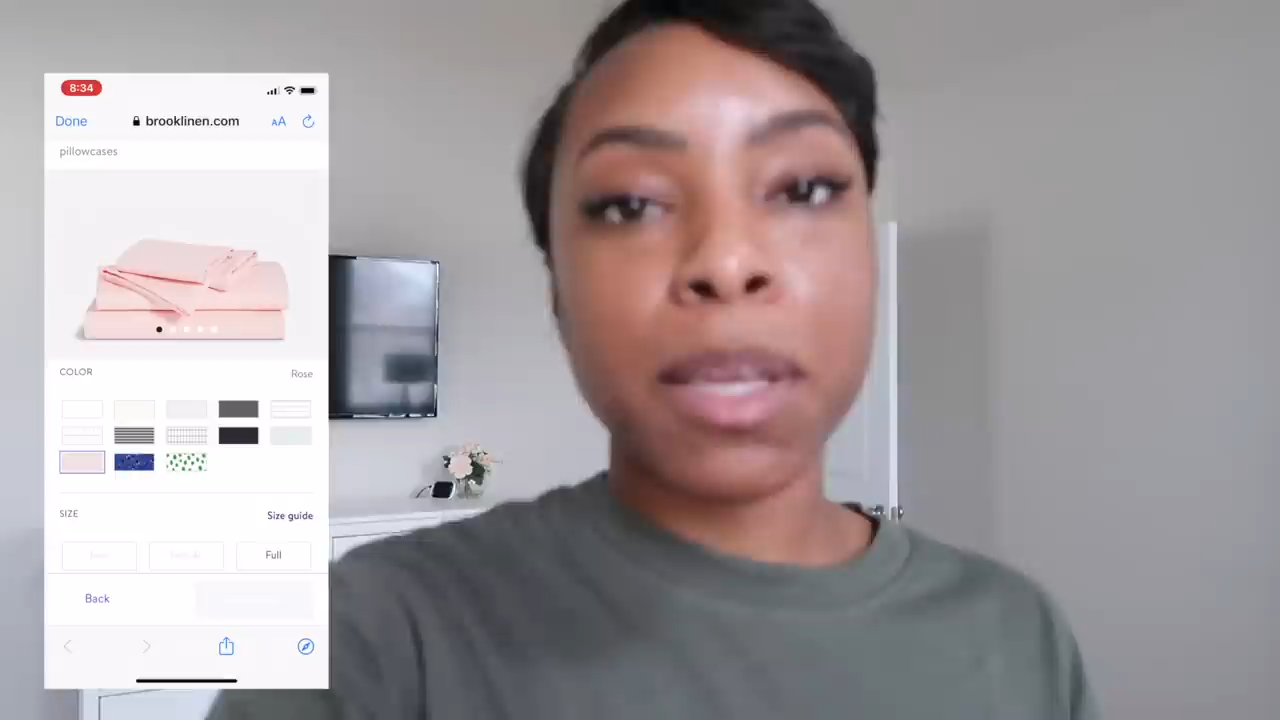 8:34
Done brooklinen.com AA
pillowcases
COLOR Rose
SIZE Size guide
Full
Back